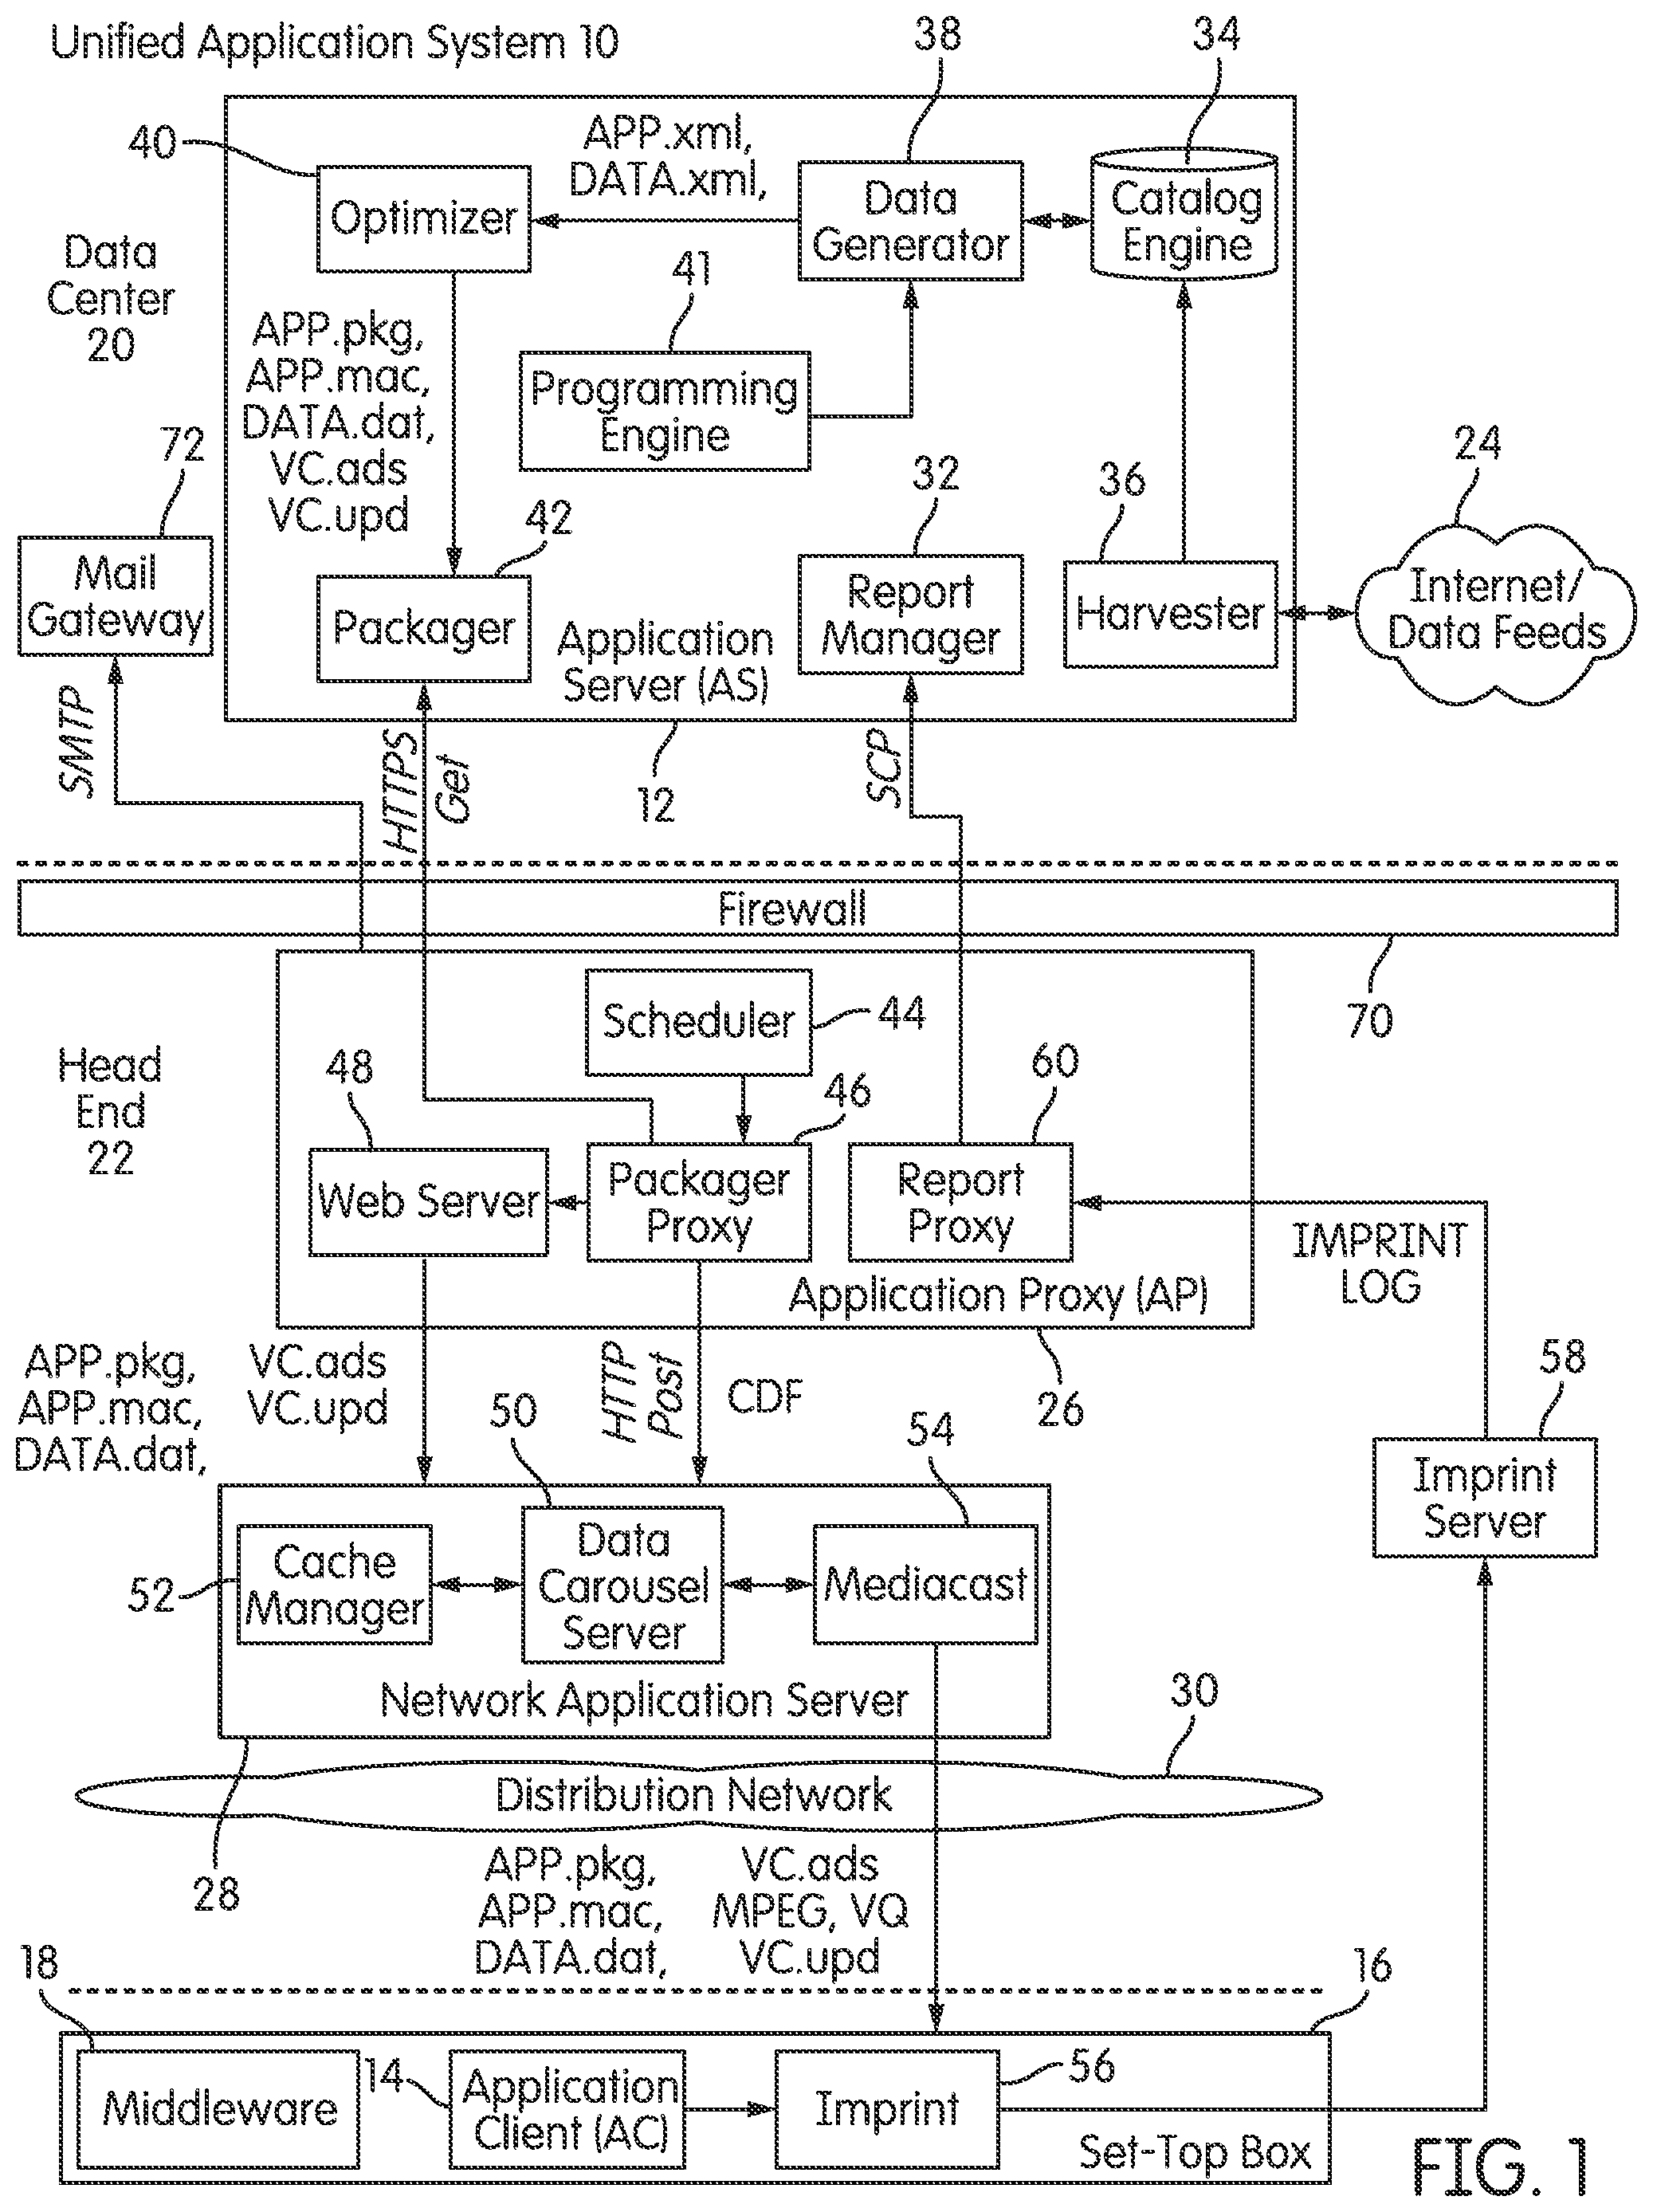 Unified Application System 10
38
34
40
APP.xml,
DATA.xml,
Optimizer
Data
Generator
Catalog
Engine
Data
Center
20
41
APP.pkg,
APP.mac,
DATA.dat,
VC.ads
VC.upd
Programming
Engine
72
32
36
24
42
Mail
Gateway
Packager
Application
Server (AS)
Report
Manager
Harvester
Internet/
Data Feeds
SMTP
HTTPS
Get
12
SCP
Firewall
70
Head
End
22
Scheduler
44
48
46
60
Web Server
Packager
Proxy
Report
Proxy
IMPRINT
LOG
Application Proxy (AP)
26
APP.pkg,
APP.mac,
DATA.dat,
VC.ads
VC.upd
HTTP
Post
CDF
50
54
58
Imprint
Server
52
Cache
Manager
Data
Carousel
Server
Mediacast
Network Application Server
30
Distribution Network
28
APP.pkg,
APP.mac,
DATA.dat,
VC.ads
MPEG, VQ
VC.upd
18
16
Middleware
14
Application
Client (AC)
Imprint
56
Set-Top Box
FIG. 1